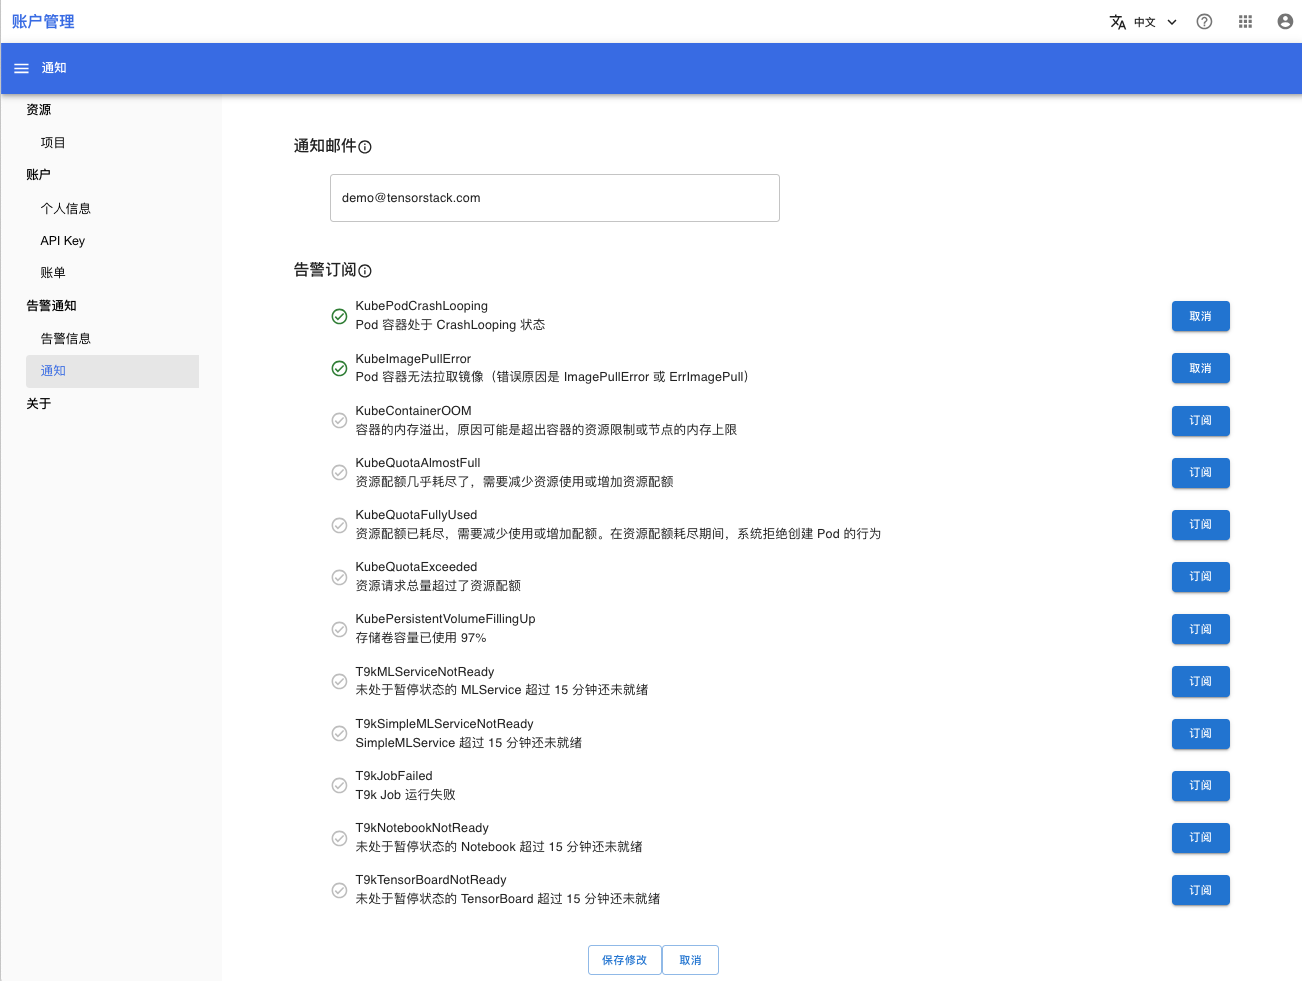 账户管理
中文
通知
资源
项目
账户
个人信息
API Key
账单
告警通知
告警信息
通知
关于
通知邮件
demo@tensorstack.com
告警订阅
KubePodCrashLooping
Pod 容器处于 CrashLooping 状态
取消
KubeImagePullError
Pod 容器无法拉取镜像（错误原因是 ImagePullError 或 ErrImagePull）
取消
KubeContainerOOM
容器的内存溢出，原因可能是超出容器的资源限制或节点的内存上限
订阅
KubeQuotaAlmostFull
资源配额几乎耗尽了，需要减少资源使用或增加资源配额
订阅
KubeQuotaFullyUsed
资源配额已耗尽，需要减少使用或增加配额。在资源配额耗尽期间，系统拒绝创建 Pod 的行为
订阅
KubeQuotaExceeded
资源请求总量超过了资源配额
订阅
KubePersistentVolumeFillingUp
存储卷容量已使用 97%
订阅
T9kMLServiceNotReady
未处于暂停状态的 MLService 超过 15 分钟还未就绪
订阅
T9kSimpleMLServiceNotReady
SimpleMLService 超过 15 分钟还未就绪
订阅
T9kJobFailed
T9k Job 运行失败
订阅
T9kNotebookNotReady
未处于暂停状态的 Notebook 超过 15 分钟还未就绪
订阅
T9kTensorBoardNotReady
未处于暂停状态的 TensorBoard 超过 15 分钟还未就绪
订阅
保存修改
取消